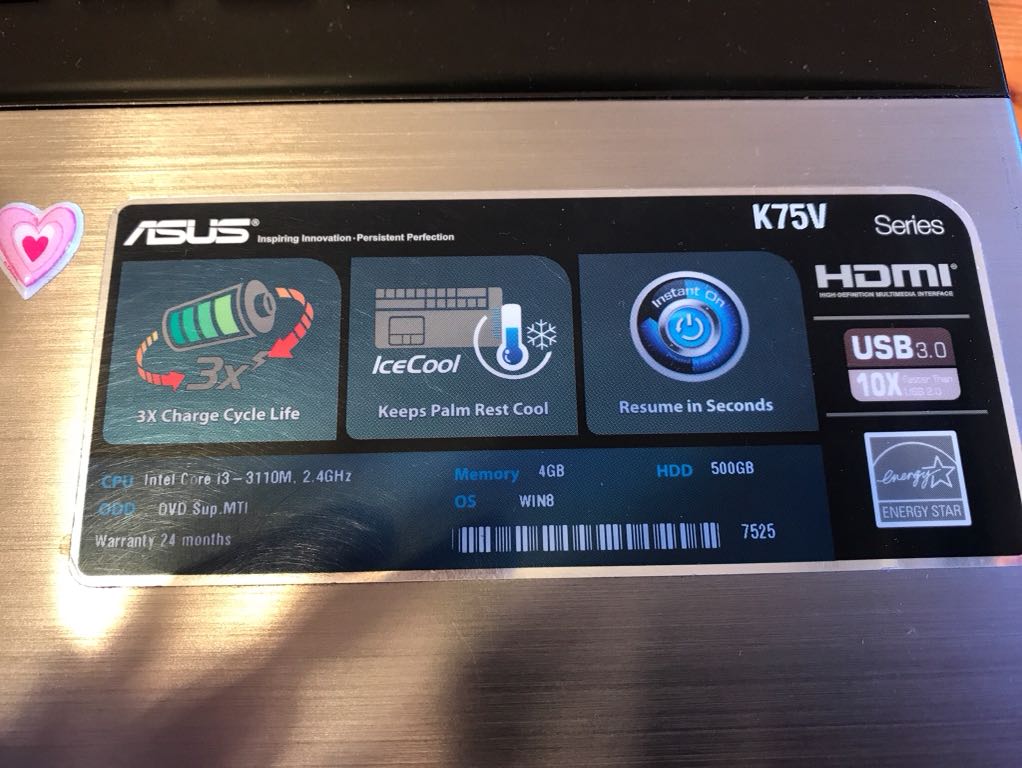 ASUS® Inspiring Innovation · Persistent Perfection
K75V Series
HDMI®
HIGH-DEFINITION MULTIMEDIA INTERFACE
3x
3X Charge Cycle Life
IceCool
Keeps Palm Rest Cool
Instant On
Resume in Seconds
USB 3.0
10X Faster Than
USB 2.0
energy
ENERGY STAR
CPU Intel Core i3-3110M, 2.4GHz
Memory 4GB
HDD 500GB
ODD DVD Sup.MTI
OS WIN8
Warranty 24 months
7525